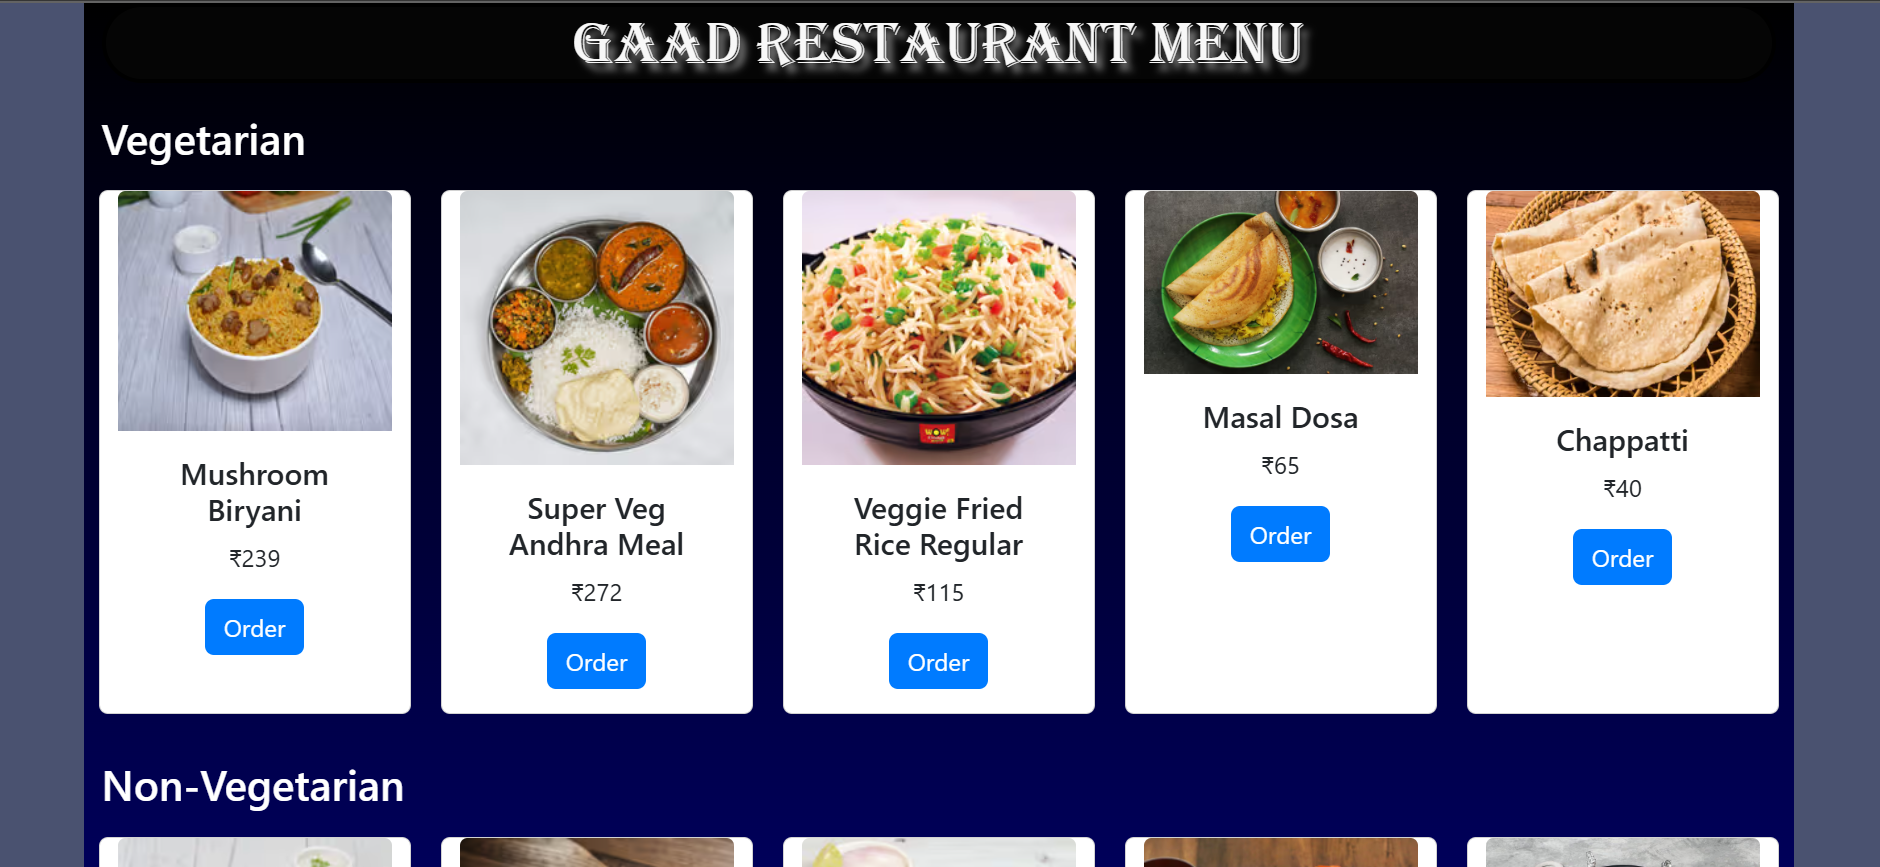 GAAD RESTAURANT MENU
Vegetarian
Mushroom
Biryani
₹239
Order
Super Veg
Andhra Meal
₹272
Order
WOW!
Veggie Fried
Rice Regular
₹115
Order
Masal Dosa
₹65
Order
Chappatti
₹40
Order
Non-Vegetarian